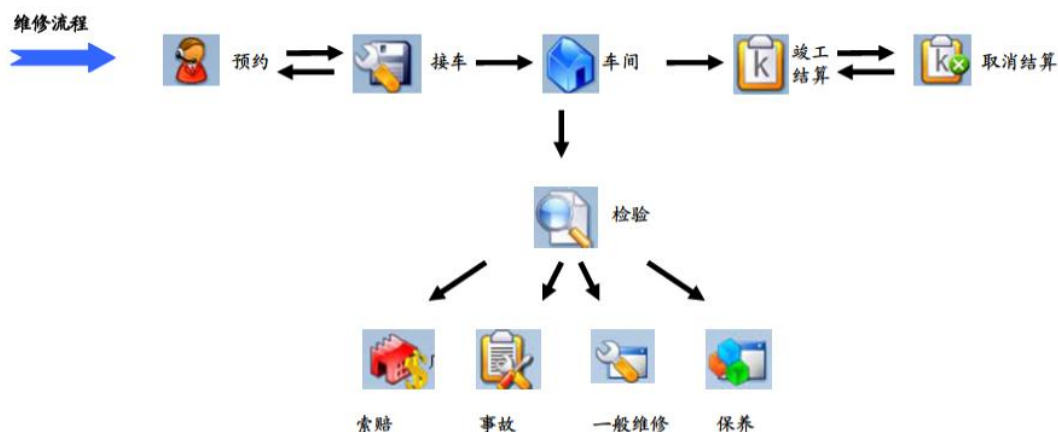 维修流程
预约
接车
车间
竣工
结算
取消结算
检验
索赔
事故
一般维修
保养